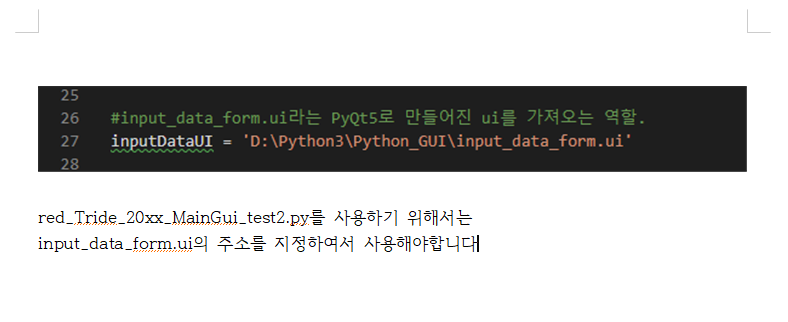 25
26 #input_data_form.ui라는 PyQt5로 만들어진 ui를 가져오는 역할.
27 inputDataUI = 'D:\Python3\Python_GUI\input_data_form.ui'
28
red_Tride_20xx_MainGui_test2.py를 사용하기 위해서는
input_data_form.ui의 주소를 지정하여서 사용해야합니다